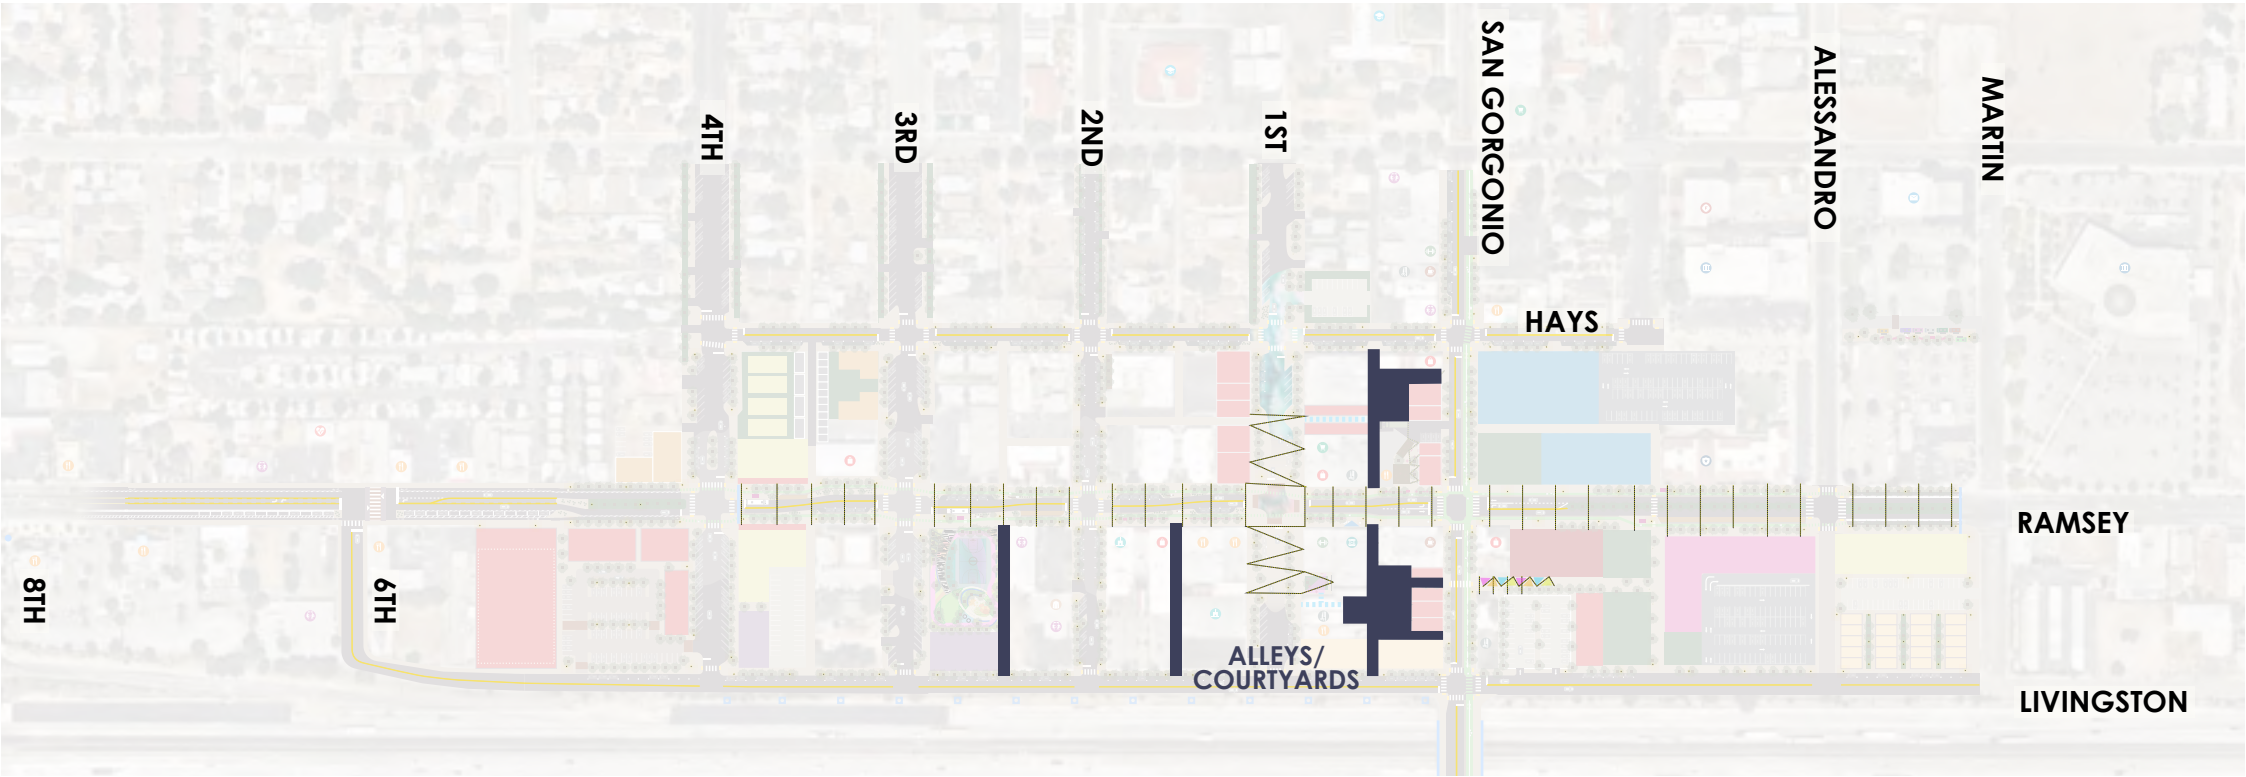 SAN GORGONIO
ALESSANDRO
MARTIN
4TH
3RD
2ND
1ST
HAYS
RAMSEY
8TH
6TH
ALLEYS/
COURTYARDS
LIVINGSTON